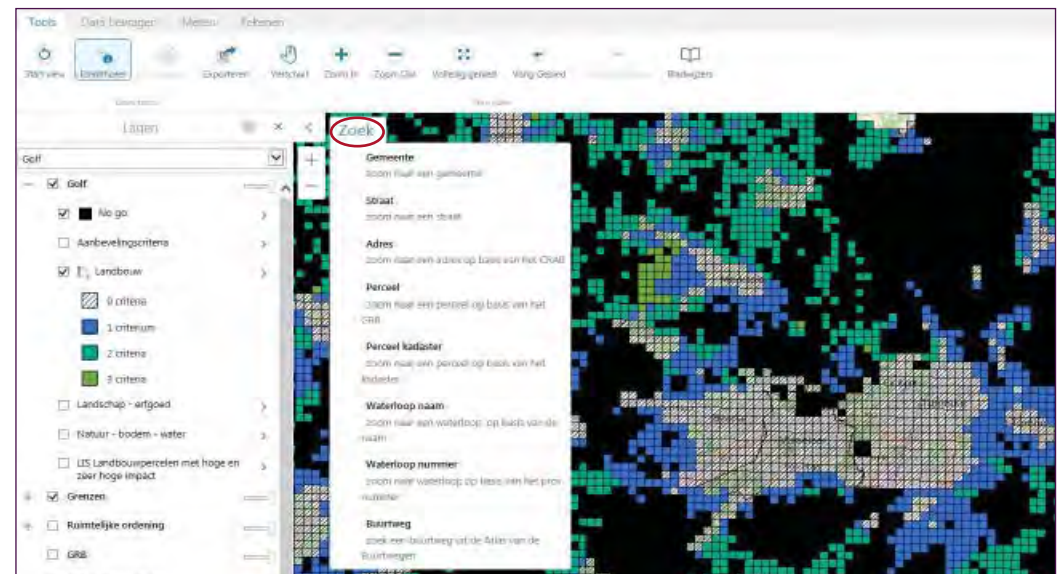 Tools Data bevragen Meten Tekenen
Start view Identificeer Exporteren Verschuif Zoom In Zoom Out Volledig gebied Vorig Gebied Bladwijzers
Lagen
Zoek
Golf
Golf
No go
Aanbevelingscriteria
Landbouw
0 criteria
1 criterium
2 criteria
3 criteria
Landschap - erfgoed
Natuur - bodem - water
LIS Landbouwpercelen met hoge en
zeer hoge impact
Grenzen
Ruimtelijke ordening
GRB
Gemeente
zoom naar een gemeente
Straat
zoom naar een straat
Adres
zoom naar een adres op basis van het CRAB
Perceel
zoom naar een perceel op basis van het
GRB
Perceel kadaster
zoom naar een perceel op basis van het
kadaster
Waterloop naam
zoom naar een waterloop op basis van de
naam
Waterloop nummer
zoom naar waterloop op basis van het prov
nummer
Buurtweg
zoek een buurtweg uit de Atlas van de
Buurtwegen